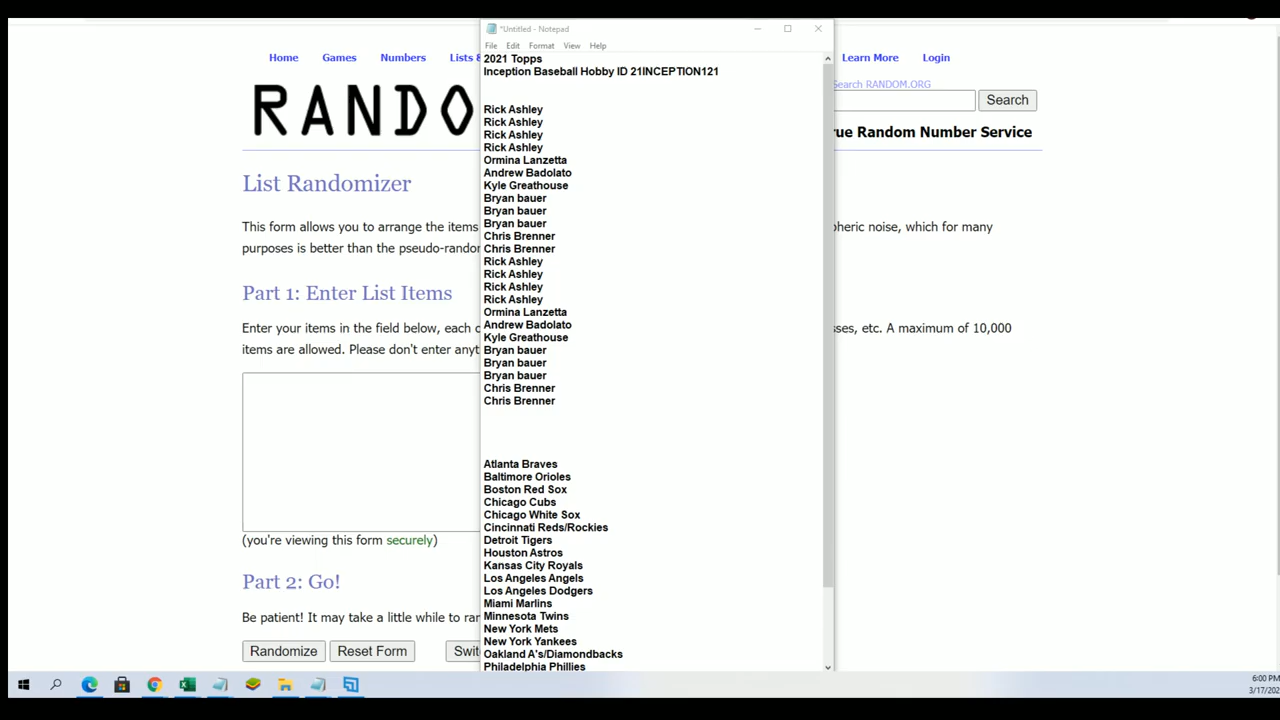 *Untitled - Notepad
File Edit Format View Help
2021 Topps
Inception Baseball Hobby ID 21INCEPTION121
Rick Ashley
Rick Ashley
Rick Ashley
Rick Ashley
Ormina Lanzetta
Andrew Badolato
Kyle Greathouse
Bryan bauer
Bryan bauer
Bryan bauer
Chris Brenner
Chris Brenner
Rick Ashley
Rick Ashley
Rick Ashley
Rick Ashley
Ormina Lanzetta
Andrew Badolato
Kyle Greathouse
Bryan bauer
Bryan bauer
Bryan bauer
Chris Brenner
Chris Brenner
Atlanta Braves
Baltimore Orioles
Boston Red Sox
Chicago Cubs
Chicago White Sox
Cincinnati Reds/Rockies
Detroit Tigers
Houston Astros
Kansas City Royals
Los Angeles Angels
Los Angeles Dodgers
Miami Marlins
Minnesota Twins
New York Mets
New York Yankees
Oakland A's/Diamondbacks
Philadelphia Phillies
Home Games Numbers Lists Learn More Login
RANDO
Search RANDOM.ORG
Search
rue Random Number Service
List Randomizer
This form allows you to arrange the items pheric noise, which for many
purposes is better than the pseudo-rando
Part 1: Enter List Items
Enter your items in the field below, each sses, etc. A maximum of 10,000
items are allowed. Please don't enter anyt
(you're viewing this form securely)
Part 2: Go!
Be patient! It may take a little while to ra
Randomize Reset Form Swit
6:00 PM
3/17/202